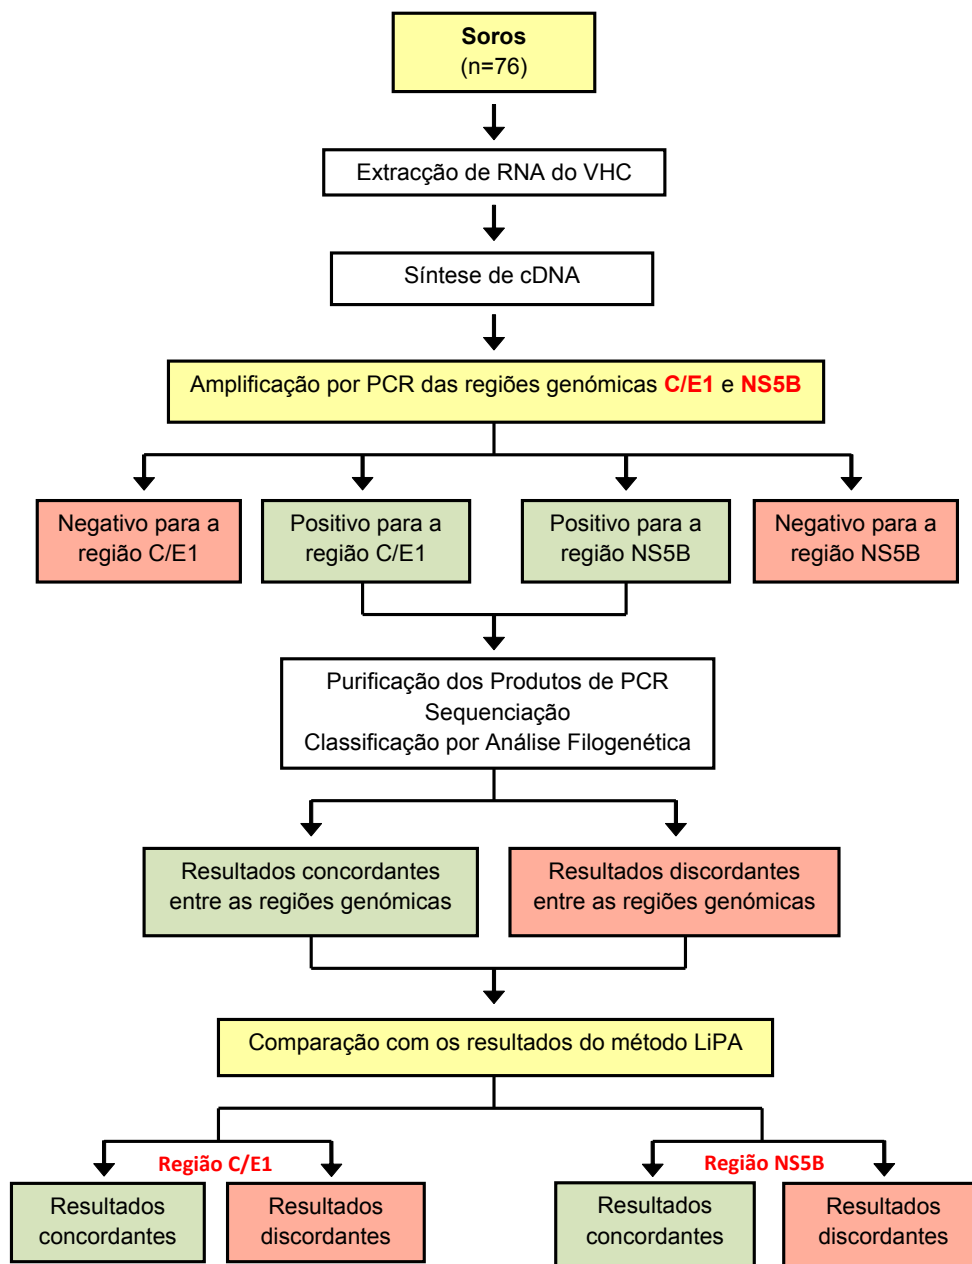 Soros
(n=76)
Extracção de RNA do VHC
Síntese de cDNA
Amplificação por PCR das regiões genómicas C/E1 e NS5B
Negativo para a
região C/E1
Positivo para a
região C/E1
Positivo para a
região NS5B
Negativo para a
região NS5B
Purificação dos Produtos de PCR
Sequenciação
Classificação por Análise Filogenética
Resultados concordantes
entre as regiões genómicas
Resultados discordantes
entre as regiões genómicas
Comparação com os resultados do método LiPA
Região C/E1
Região NS5B
Resultados
concordantes
Resultados
discordantes
Resultados
concordantes
Resultados
discordantes